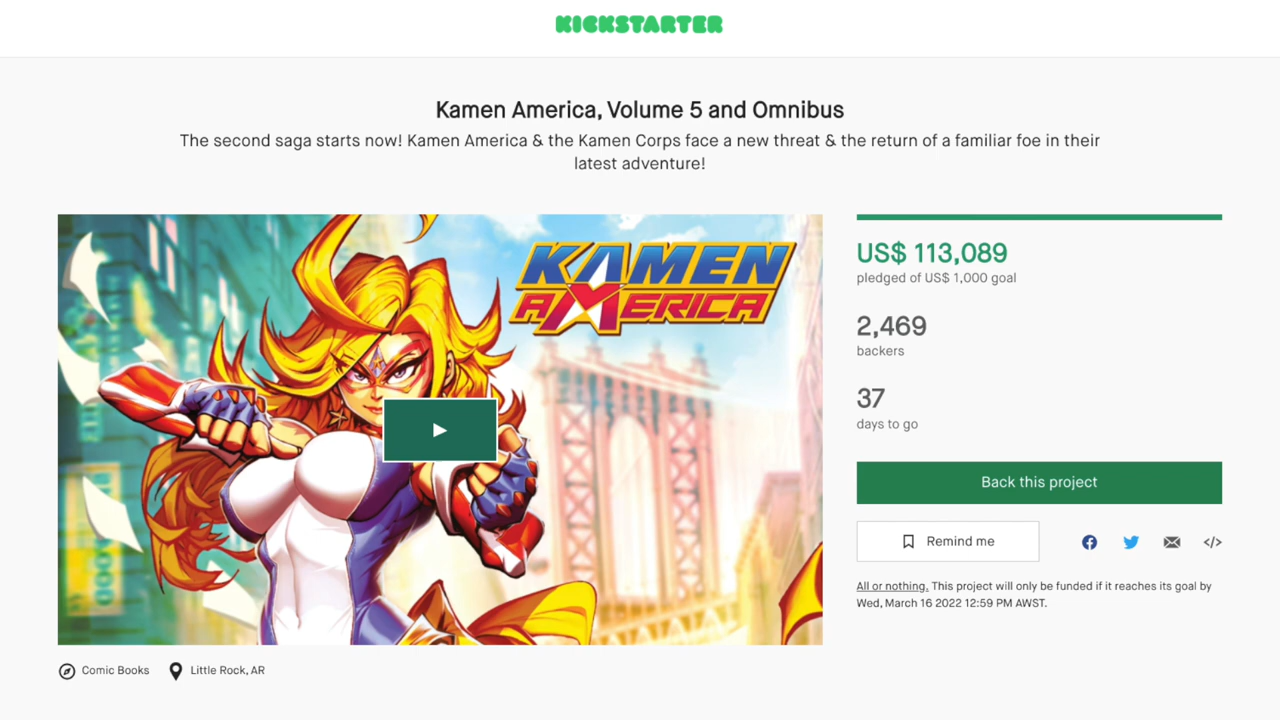 KICKSTARTER
Kamen America, Volume 5 and Omnibus
The second saga starts now! Kamen America & the Kamen Corps face a new threat & the return of a familiar foe in their
latest adventure!
KAMEN
AMERICA
US$ 113,089
pledged of US$ 1,000 goal
2,469
backers
37
days to go
Back this project
Remind me
All or nothing. This project will only be funded if it reaches its goal by
Wed, March 16 2022 12:59 PM AWST.
Comic Books
Little Rock, AR